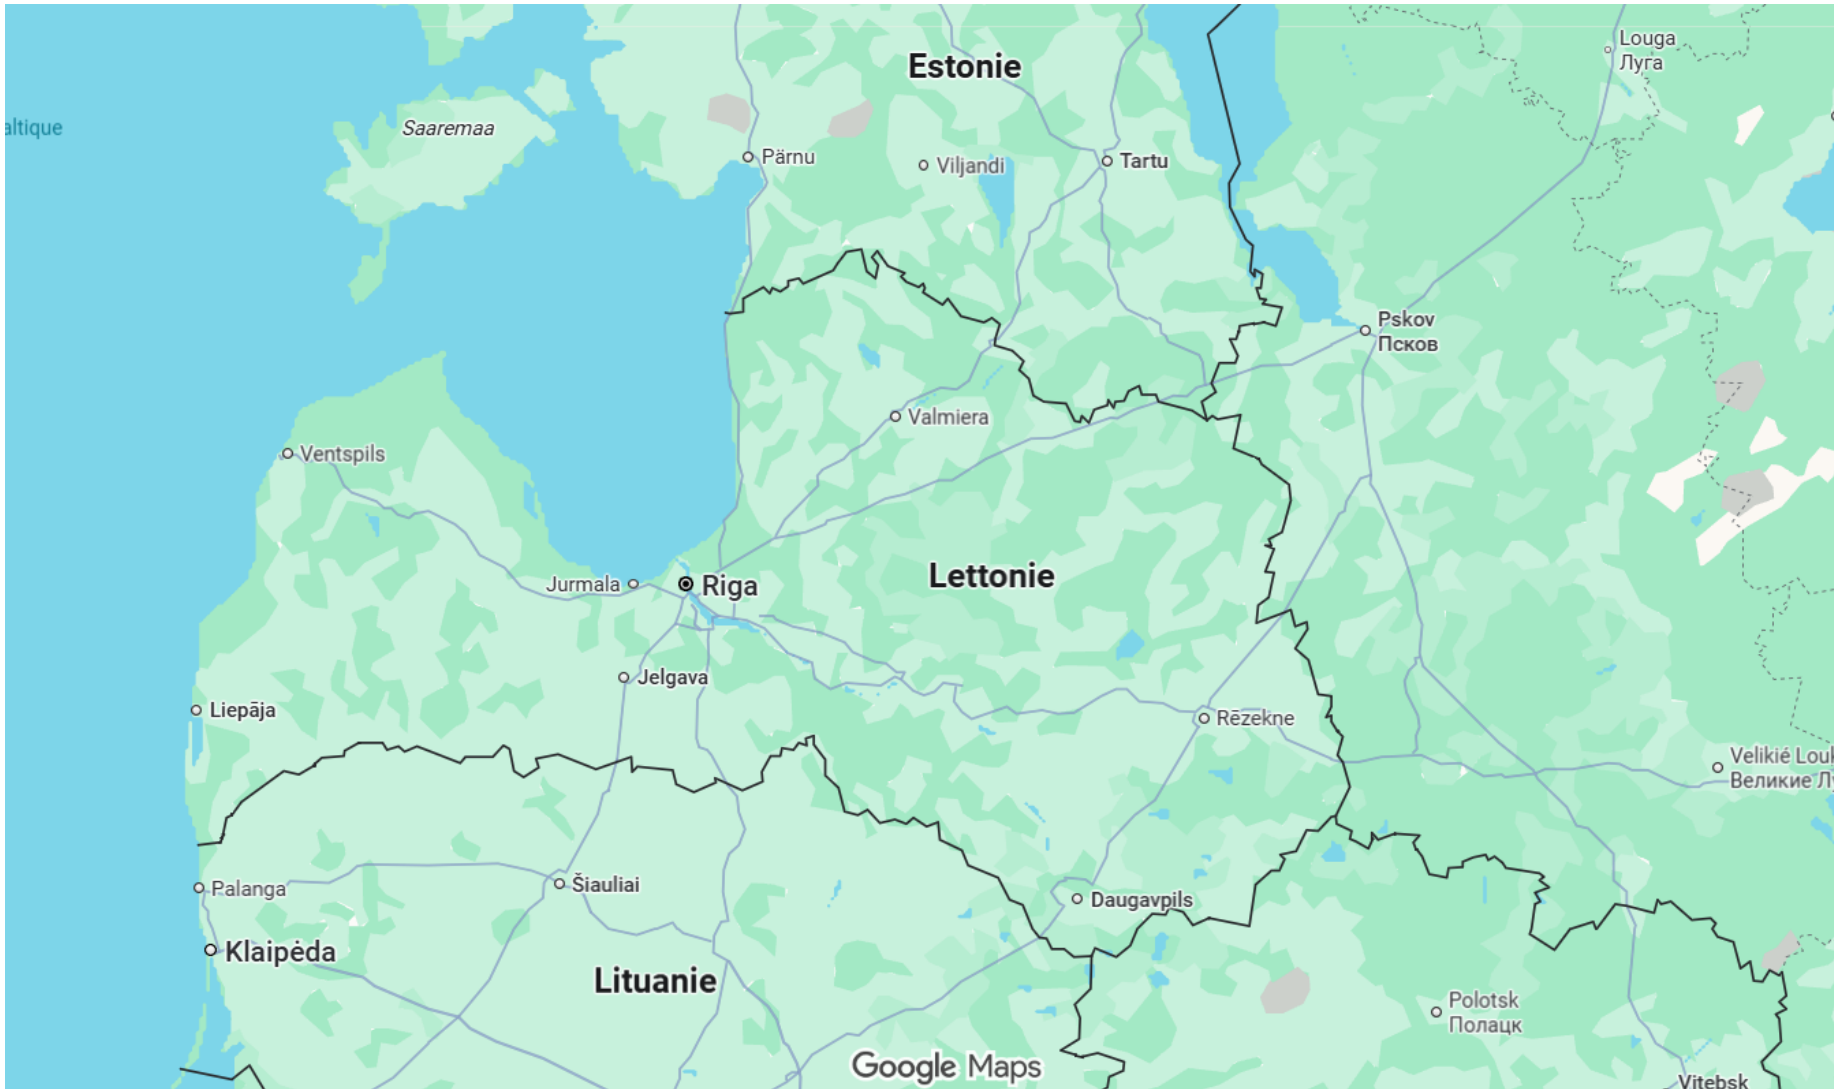 Louga
Луга
Estonie
altique
Saaremaa
Pärnu
Viljandi
Tartu
Pskov
Псков
Valmiera
Ventspils
Lettonie
Jurmala
Riga
Jelgava
Liepāja
Rēzekne
Velikié Louk
Великие Лу
Šiauliai
Palanga
Daugavpils
Klaipėda
Lituanie
Polotsk
Полацк
Google Maps
Vitebsk